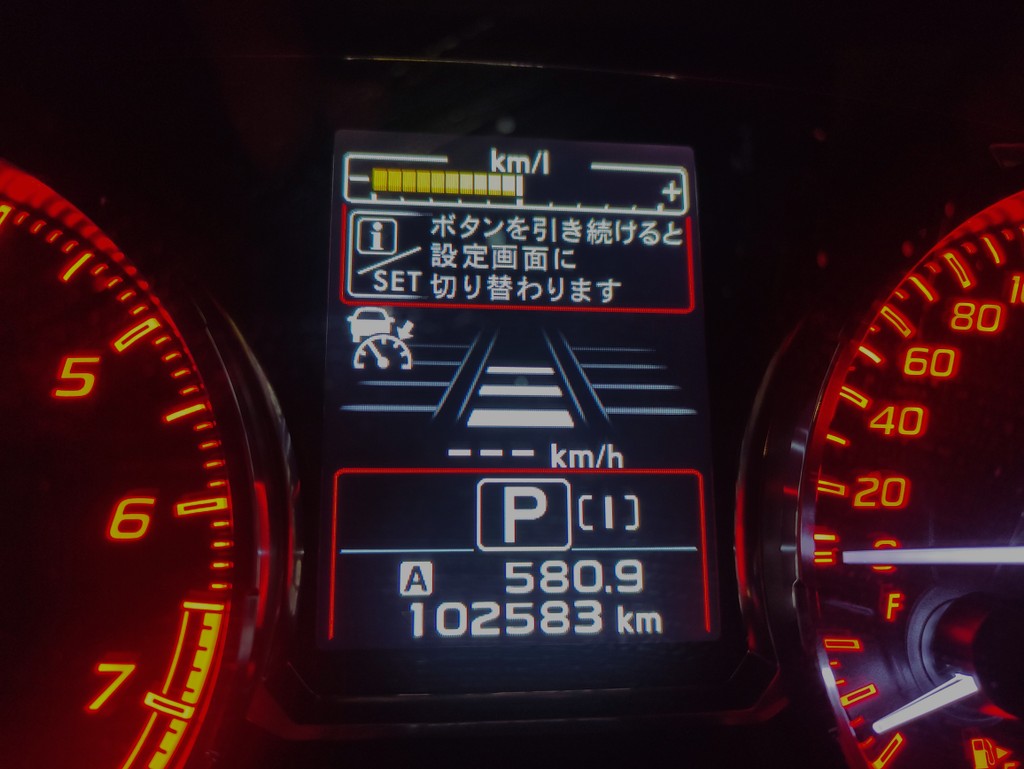 km/l
− +
i ボタンを引き続けると
設定画面に
SET 切り替わります
--- km/h
P [I]
A 580.9
102583 km
5
6
7
80
60
40
20
0
F